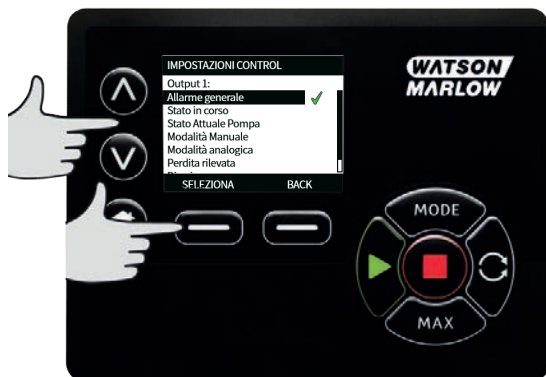 IMPOSTAZIONI CONTROL
Output 1:
Allarme generale
Stato in corso
Stato Attuale Pompa
Modalità Manuale
Modalità analogica
Perdita rilevata
SELEZIONA BACK
WATSON
MARLOW
MODE
MAX